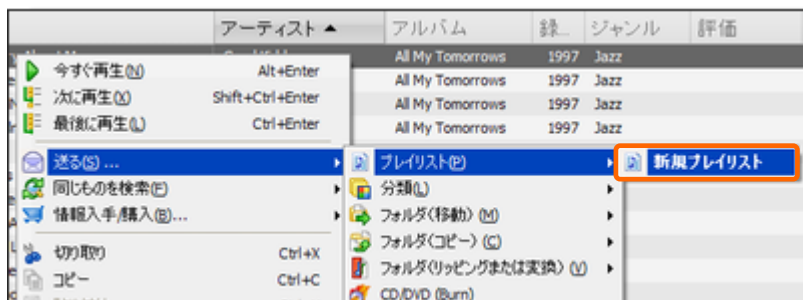 アーティスト アルバム 録... ジャンル 評価
All My Tomorrows 1997 Jazz
今すぐ再生(N) Alt+Enter All My Tomorrows 1997 Jazz
次に再生(X) Shift+Ctrl+Enter All My Tomorrows 1997 Jazz
最後に再生(L) Ctrl+Enter All My Tomorrows 1997 Jazz
送る(S) ... プレイリスト(P) 新規プレイリスト
同じものを検索(F) 分類(L)
情報入手/購入(B)... フォルダ(移動) (M)
フォルダ(コピー) (C)
切り取り Ctrl+X フォルダ(リッピングまたは変換) (V)
コピー Ctrl+C CD/DVD (Burn)